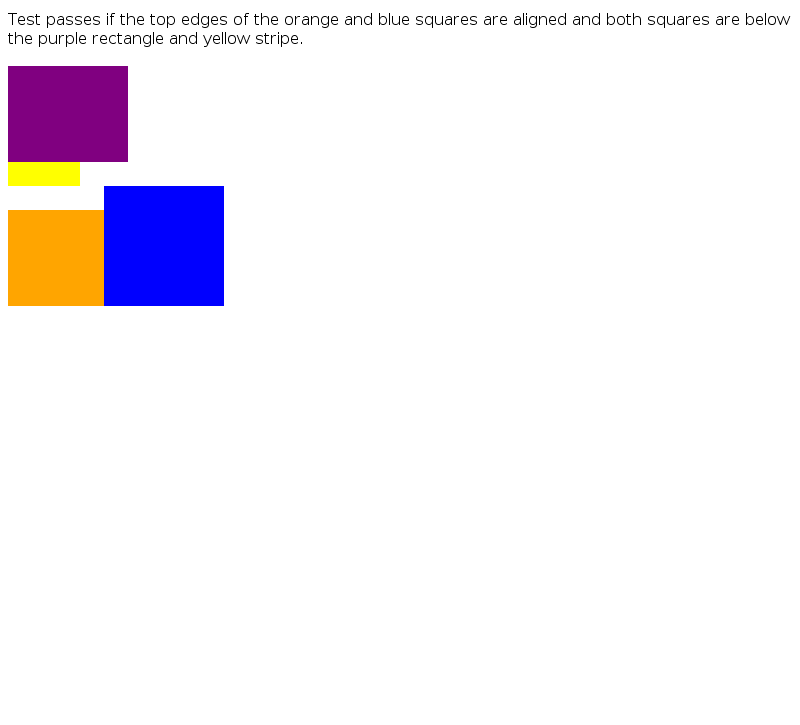 Test passes if the top edges of the orange and blue squares are aligned and both squares are below
the purple rectangle and yellow stripe.